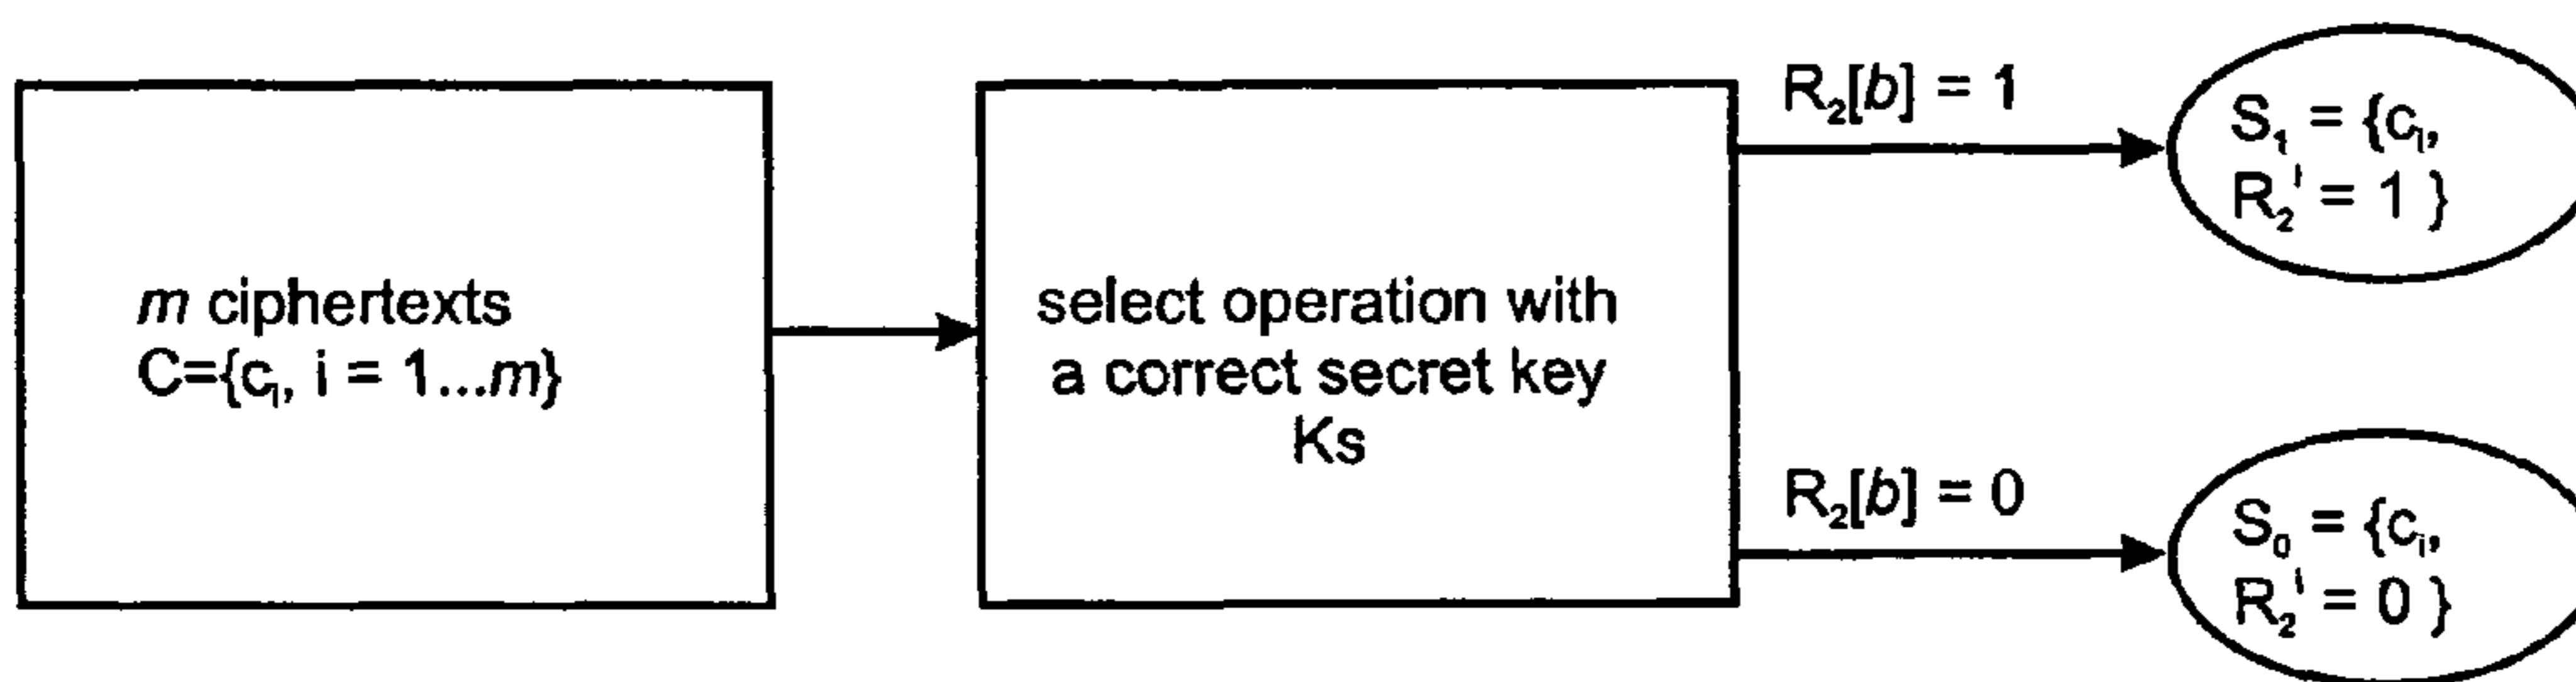 m ciphertexts
C={cᵢ, i = 1...m}
select operation with
a correct secret key
Ks
R₂[b] = 1
S₁ = {cᵢ,
R₂ⁱ = 1 }
R₂[b] = 0
S₀ = {cᵢ,
R₂ⁱ = 0 }